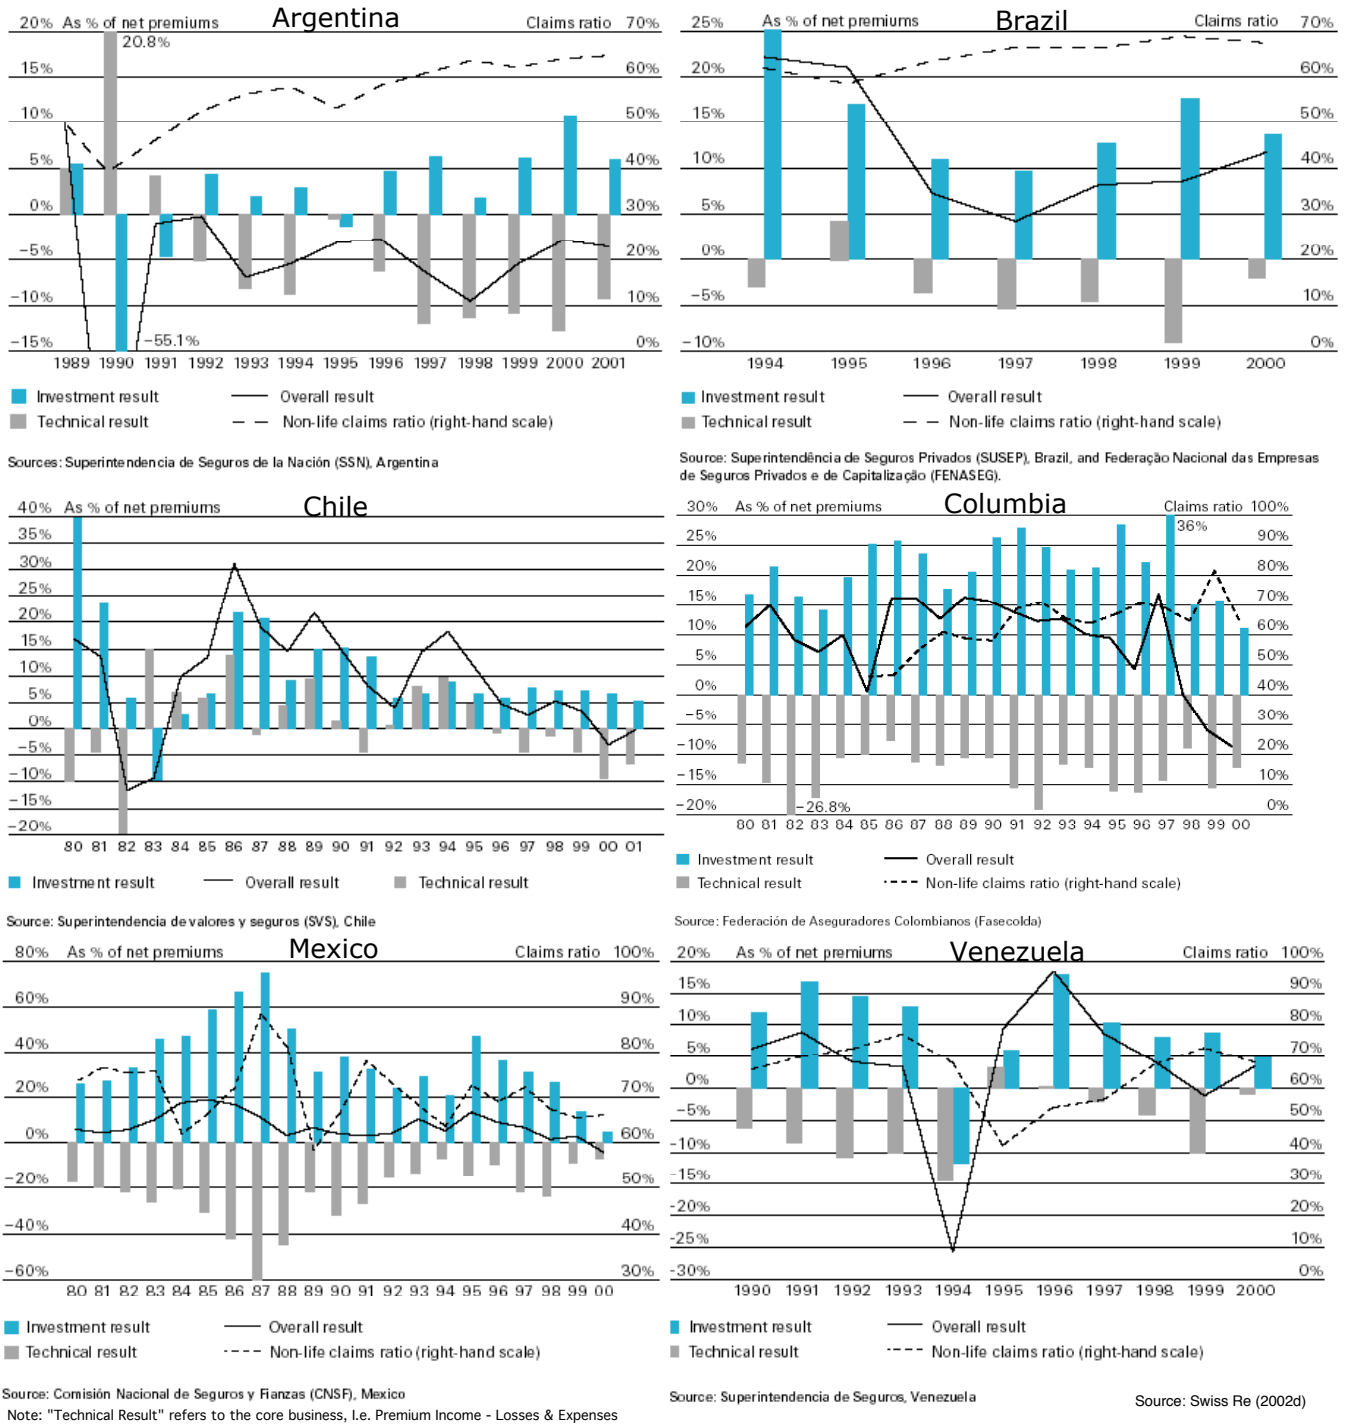 Argentina
20% As % of net premiums Claims ratio 70%
20.8%
15% 60%
10% 50%
5% 40%
0% 30%
−5% 20%
−10% 10%
−55.1%
−15% 0%
1989 1990 1991 1992 1993 1994 1995 1996 1997 1998 1999 2000 2001
Investment result Overall result
Technical result Non-life claims ratio (right-hand scale)
Sources: Superintendencia de Seguros de la Nación (SSN), Argentina
Brazil
25% As % of net premiums Claims ratio 70%
20% 60%
15% 50%
10% 40%
5% 30%
0% 20%
−5% 10%
−10% 0%
1994 1995 1996 1997 1998 1999 2000
Investment result Overall result
Technical result Non-life claims ratio (right-hand scale)
Source: Superintendência de Seguros Privados (SUSEP), Brazil, and Federação Nacional das Empresas
de Seguros Privados e de Capitalização (FENASEG).
Chile
40% As % of net premiums
35%
30%
25%
20%
15%
10%
5%
0%
−5%
−10%
−15%
−20%
80 81 82 83 84 85 86 87 88 89 90 91 92 93 94 95 96 97 98 99 00 01
Investment result Overall result Technical result
Source: Superintendencia de valores y seguros (SVS), Chile
Columbia
30% As % of net premiums Claims ratio 100%
36%
25% 90%
20% 80%
15% 70%
10% 60%
5% 50%
0% 40%
−5% 30%
−10% 20%
−15% 10%
−20% −26.8% 0%
80 81 82 83 84 85 86 87 88 89 90 91 92 93 94 95 96 97 98 99 00
Investment result Overall result
Technical result Non-life claims ratio (right-hand scale)
Source: Federación de Aseguradores Colombianos (Fasecolda)
Mexico
80% As % of net premiums Claims ratio 100%
60% 90%
40% 80%
20% 70%
0% 60%
−20% 50%
−40% 40%
−60% 30%
80 81 82 83 84 85 86 87 88 89 90 91 92 93 94 95 96 97 98 99 00
Investment result Overall result
Technical result Non-life claims ratio (right-hand scale)
Source: Comisión Nacional de Seguros y Fianzas (CNSF), Mexico
Note: "Technical Result" refers to the core business, I.e. Premium Income - Losses & Expenses
Venezuela
20% As % of net premiums Claims ratio 100%
15% 90%
10% 80%
5% 70%
0% 60%
−5% 50%
−10% 40%
−15% 30%
-20% 20%
-25% 10%
-30% 0%
1990 1991 1992 1993 1994 1995 1996 1997 1998 1999 2000
Investment result Overall result
Technical result Non-life claims ratio (right-hand scale)
Source: Superintendencia de Seguros, Venezuela
Source: Swiss Re (2002d)